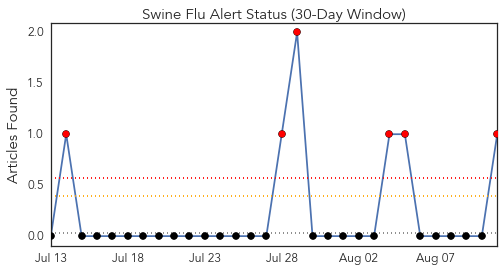 Swine Flu Alert Status (30-Day Window)
Articles Found
2.0
1.5
1.0
0.5
0.0
Jul 13 Jul 18 Jul 23 Jul 28 Aug 02 Aug 07